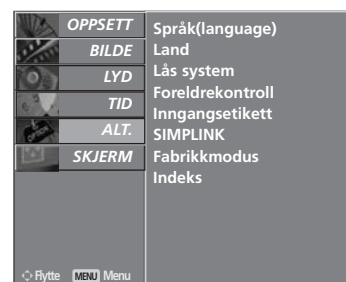 OPPSETT
BILDE
LYD
TID
ALT.
SKJERM
Språk(language)
Land
Lås system
Foreldrekontroll
Inngangsetikett
SIMPLINK
Fabrikkmodus
Indeks
Flytte MENU Menu